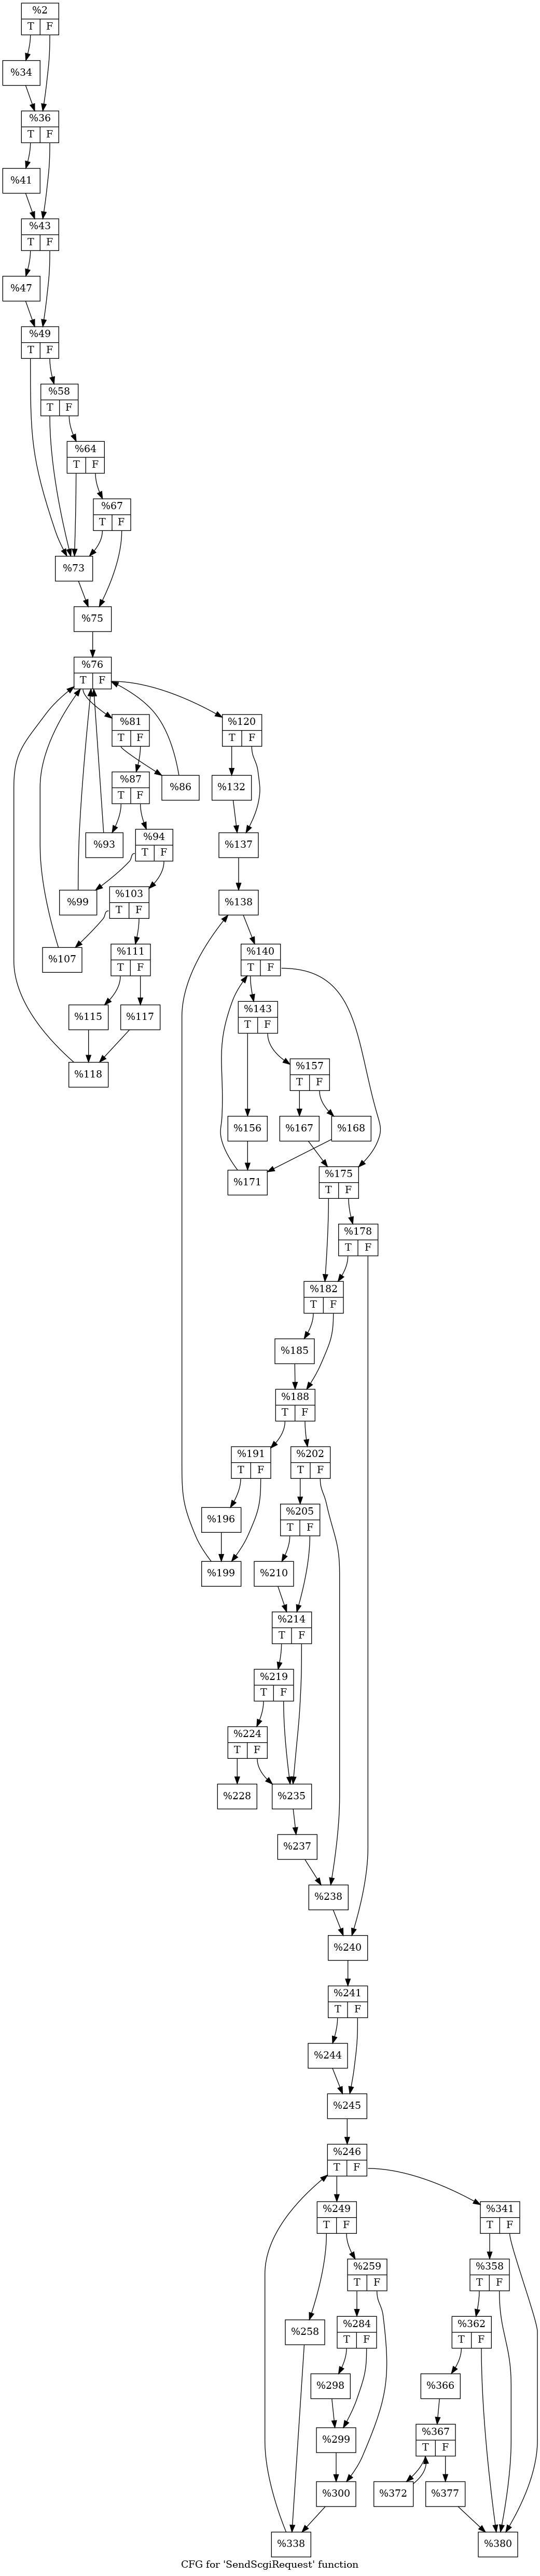 %2
T F
%34
%36
T F
%41
%43
T F
%47
%49
T F
%58
T F
%64
T F
%67
T F
%73
%75
%76
T F
%81
T F
%120
T F
%87
T F
%86
%132
%93
%94
T F
%137
%99
%103
T F
%138
%107
%111
T F
%140
T F
%115
%117
%143
T F
%118
%157
T F
%156
%167
%168
%171
%175
T F
%178
T F
%182
T F
%185
%188
T F
%191
T F
%202
T F
%196
%205
T F
%199
%210
%214
T F
%219
T F
%224
T F
%228
%235
%237
%238
%240
%241
T F
%244
%245
%246
T F
%249
T F
%341
T F
%259
T F
%358
T F
%258
%284
T F
%362
T F
%298
%366
%299
%367
T F
%300
%372
%377
%338
%380
CFG for 'SendScgiRequest' function